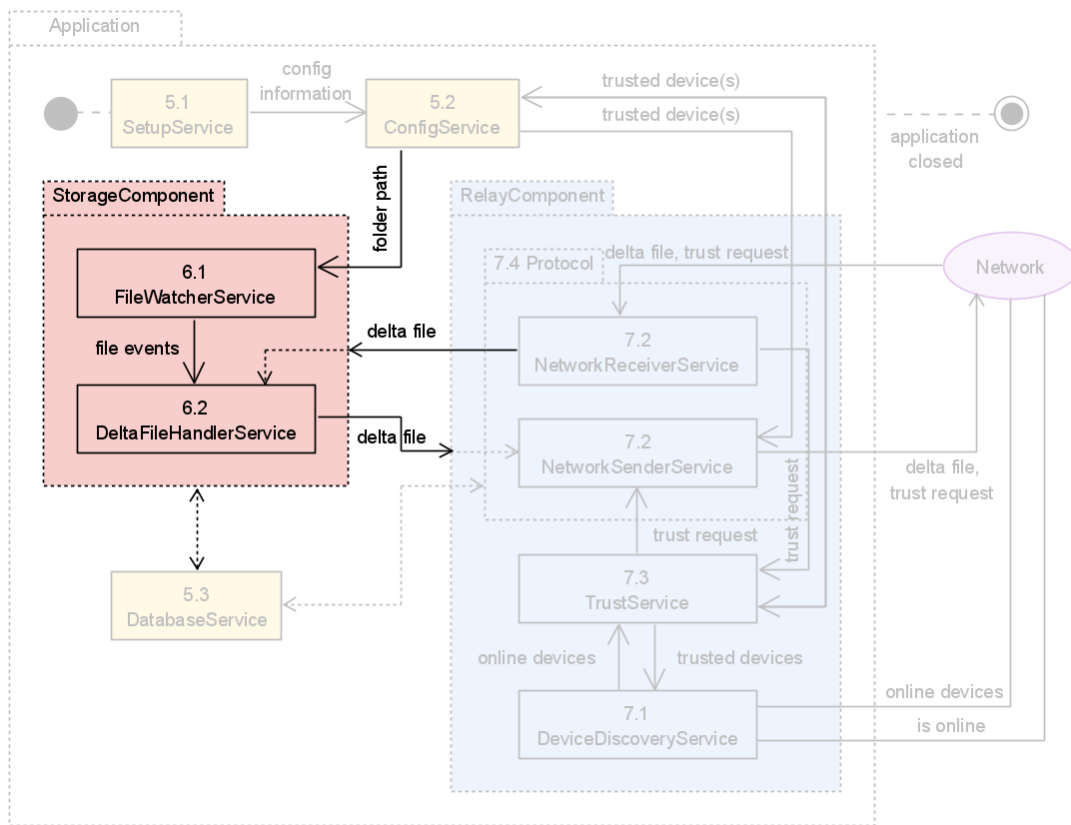 Application
config
information
5.1
SetupService
5.2
ConfigService
trusted device(s)
trusted device(s)
application
closed
StorageComponent
folder path
RelayComponent
6.1
FileWatcherService
7.4 Protocol
delta file, trust request
Network
file events
delta file
7.2
NetworkReceiverService
6.2
DeltaFileHandlerService
delta file
7.2
NetworkSenderService
delta file,
trust request
trust request
trust request
5.3
DatabaseService
7.3
TrustService
online devices
trusted devices
online devices
is online
7.1
DeviceDiscoveryService